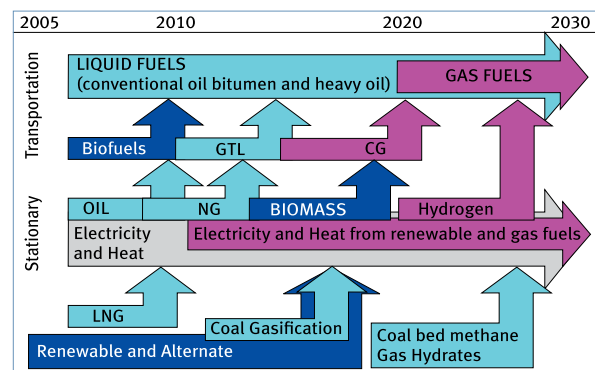 2005 2010 2020 2030
Transportation
LIQUID FUELS
(conventional oil bitumen and heavy oil)
GAS FUELS
Biofuels
GTL
CG
Stationary
OIL
NG
BIOMASS
Hydrogen
Electricity
and Heat
Electricity and Heat from renewable and gas fuels
LNG
Coal Gasification
Renewable and Alternate
Coal bed methane
Gas Hydrates